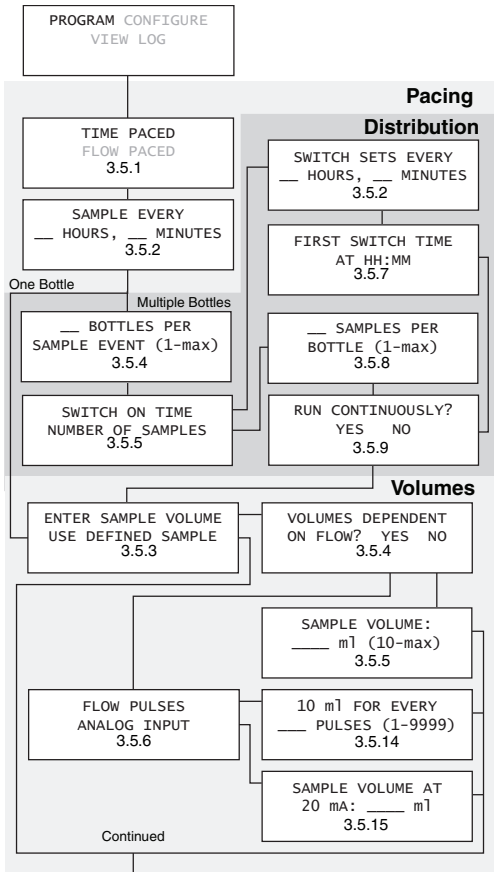 PROGRAM CONFIGURE
VIEW LOG
Pacing
TIME PACED
FLOW PACED
3.5.1
SAMPLE EVERY
__ HOURS, __ MINUTES
3.5.2
One Bottle
Multiple Bottles
Distribution
__ BOTTLES PER
SAMPLE EVENT (1-max)
3.5.4
SWITCH ON TIME
NUMBER OF SAMPLES
3.5.5
SWITCH SETS EVERY
__ HOURS, __ MINUTES
3.5.2
FIRST SWITCH TIME
AT HH:MM
3.5.7
__ SAMPLES PER
BOTTLE (1-max)
3.5.8
RUN CONTINUOUSLY?
YES NO
3.5.9
Volumes
ENTER SAMPLE VOLUME
USE DEFINED SAMPLE
3.5.3
VOLUMES DEPENDENT
ON FLOW? YES NO
3.5.4
SAMPLE VOLUME:
____ ml (10-max)
3.5.5
FLOW PULSES
ANALOG INPUT
3.5.6
10 ml FOR EVERY
___ PULSES (1-9999)
3.5.14
SAMPLE VOLUME AT
20 mA: ____ ml
3.5.15
Continued